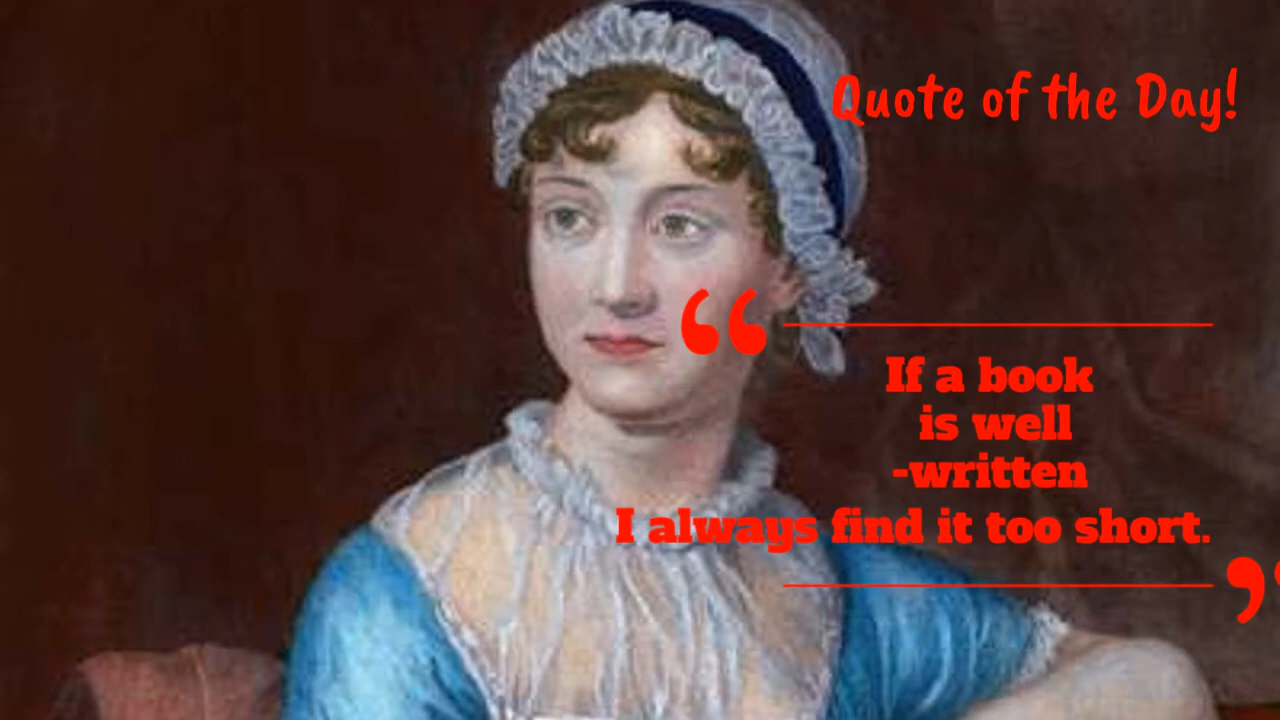 Quote of the Day!
“
If a book
is well
-written
I always find it too short.
”